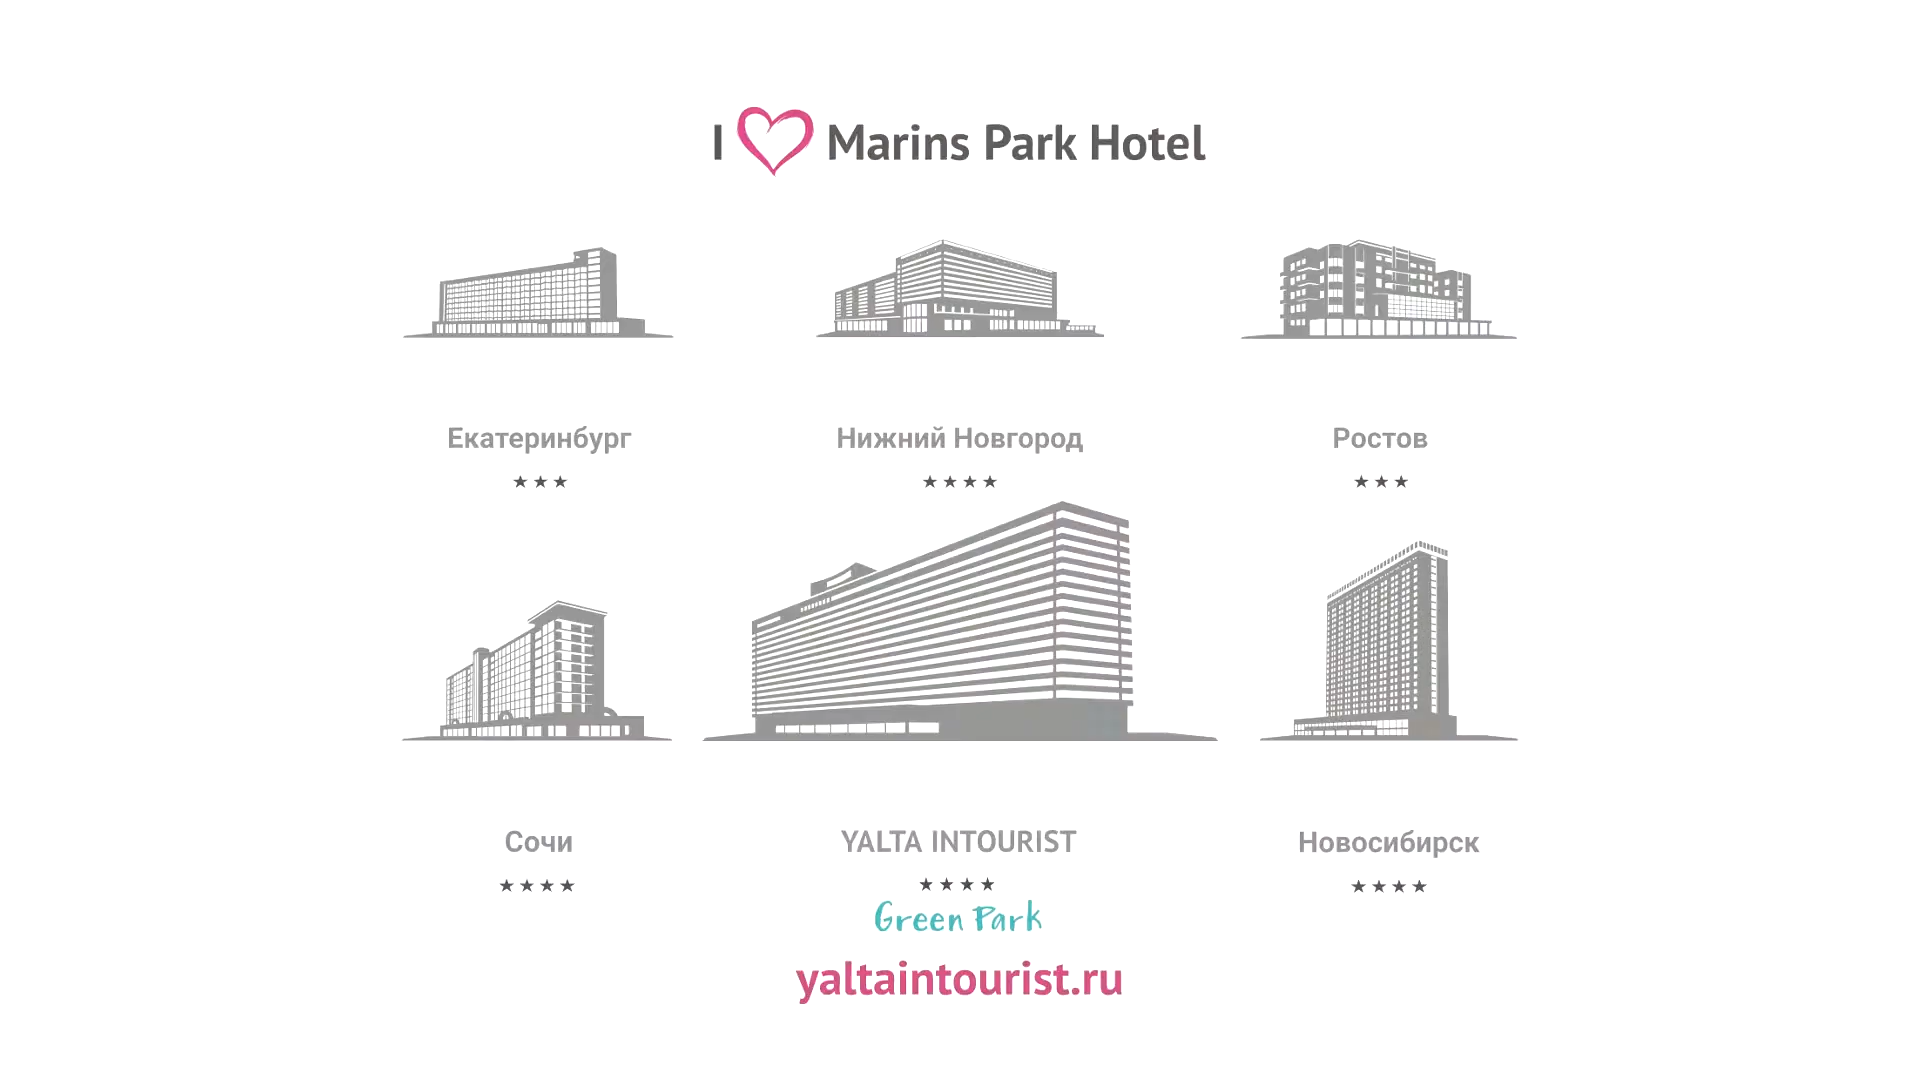 I Marins Park Hotel
Екатеринбург
Нижний Новгород
Ростов
Сочи
YALTA INTOURIST
Новосибирск
Green Park
yaltaintourist.ru